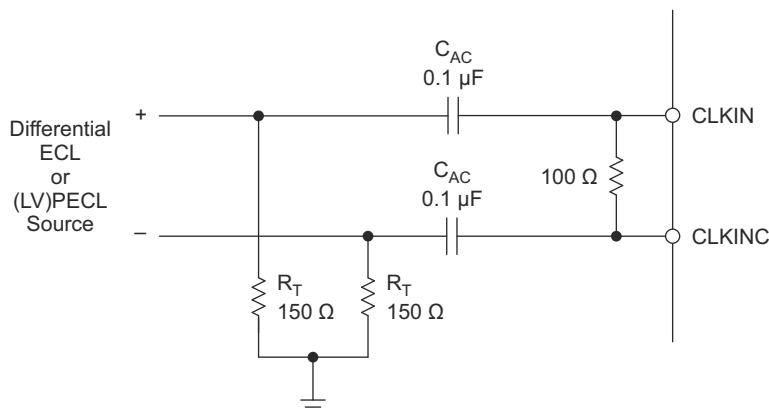 C_AC
0.1 µF
Differential
ECL
or
(LV)PECL
Source
+
CLKIN
C_AC
0.1 µF
100 Ω
–
CLKINC
R_T
150 Ω
R_T
150 Ω